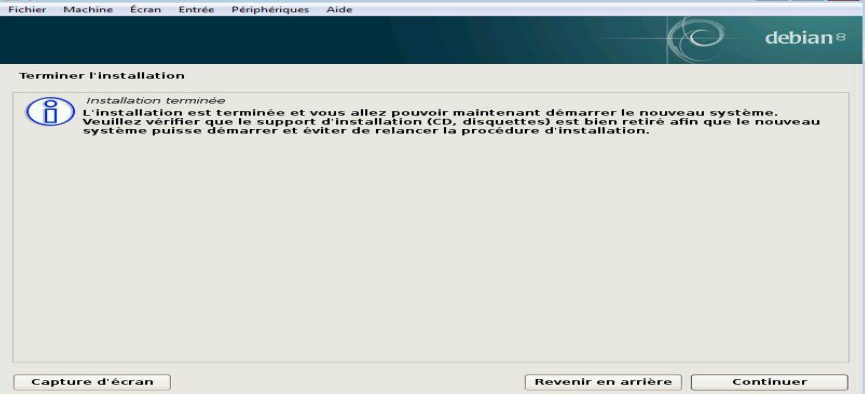 Fichier Machine Écran Entrée Périphériques Aide
debian 8
Terminer l'installation
Installation terminée
L'installation est terminée et vous allez pouvoir maintenant démarrer le nouveau système.
Veuillez vérifier que le support d'installation (CD, disquettes) est bien retiré afin que le nouveau
système puisse démarrer et éviter de relancer la procédure d'installation.
Capture d'écran Revenir en arrière Continuer